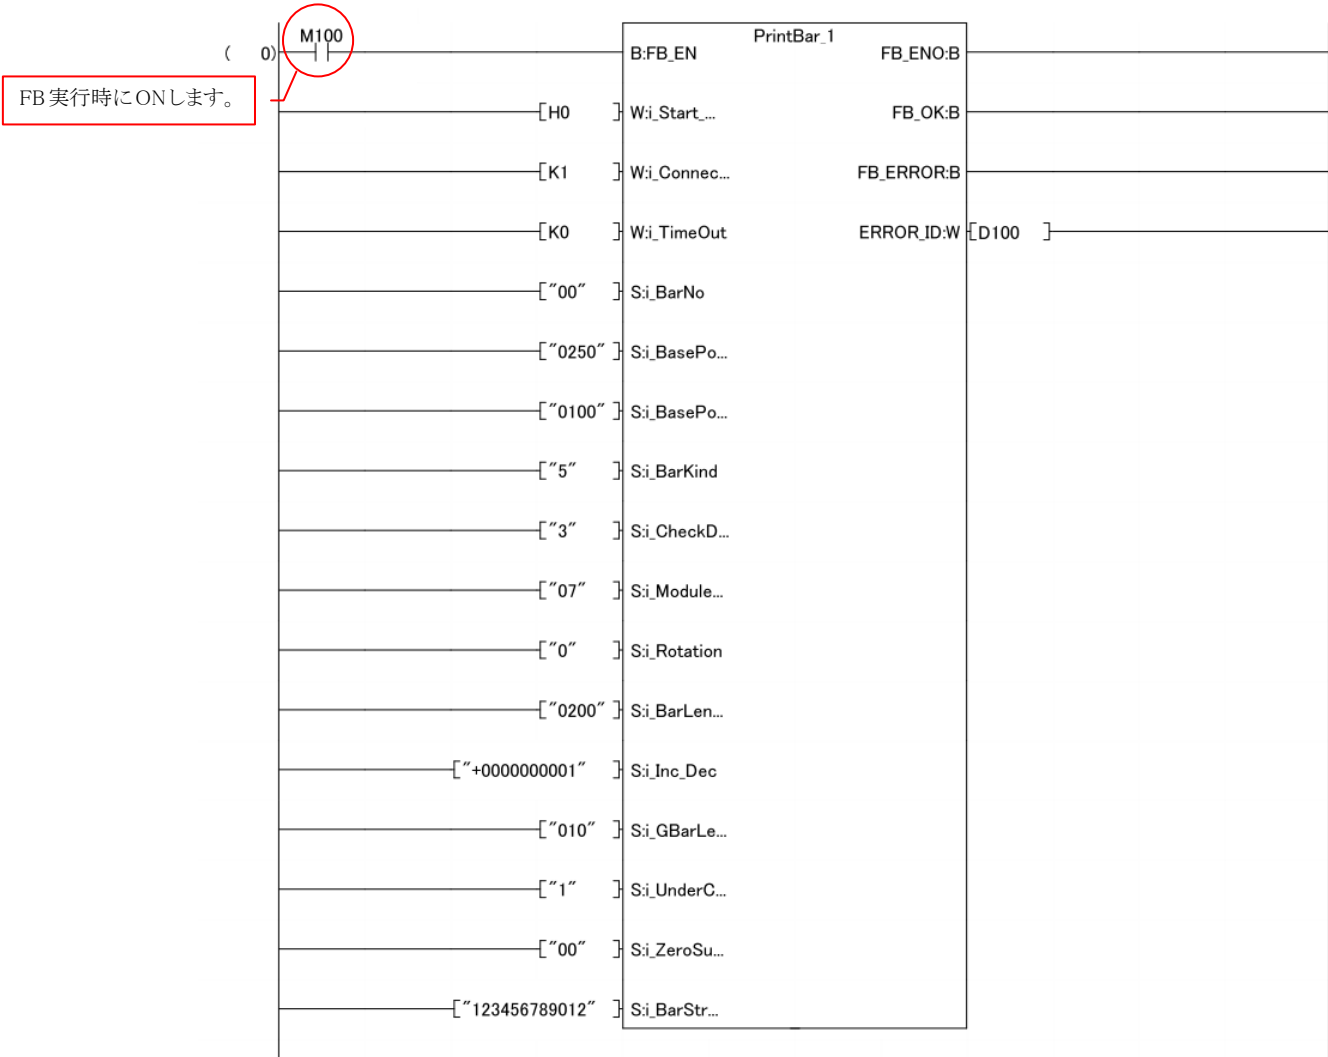 M100
PrintBar_1
( 0)
B:FB_EN
FB_ENO:B
FB実行時にONします。
[H0 ]
W:i_Start_...
FB_OK:B
[K1 ]
W:i_Connec...
FB_ERROR:B
[K0 ]
W:i_TimeOut
ERROR_ID:W
[D100 ]
["00" ]
S:i_BarNo
["0250" ]
S:i_BasePo...
["0100" ]
S:i_BasePo...
["5" ]
S:i_BarKind
["3" ]
S:i_CheckD...
["07" ]
S:i_Module...
["0" ]
S:i_Rotation
["0200" ]
S:i_BarLen...
["+0000000001" ]
S:i_Inc_Dec
["010" ]
S:i_GBarLe...
["1" ]
S:i_UnderC...
["00" ]
S:i_ZeroSu...
["123456789012" ]
S:i_BarStr...